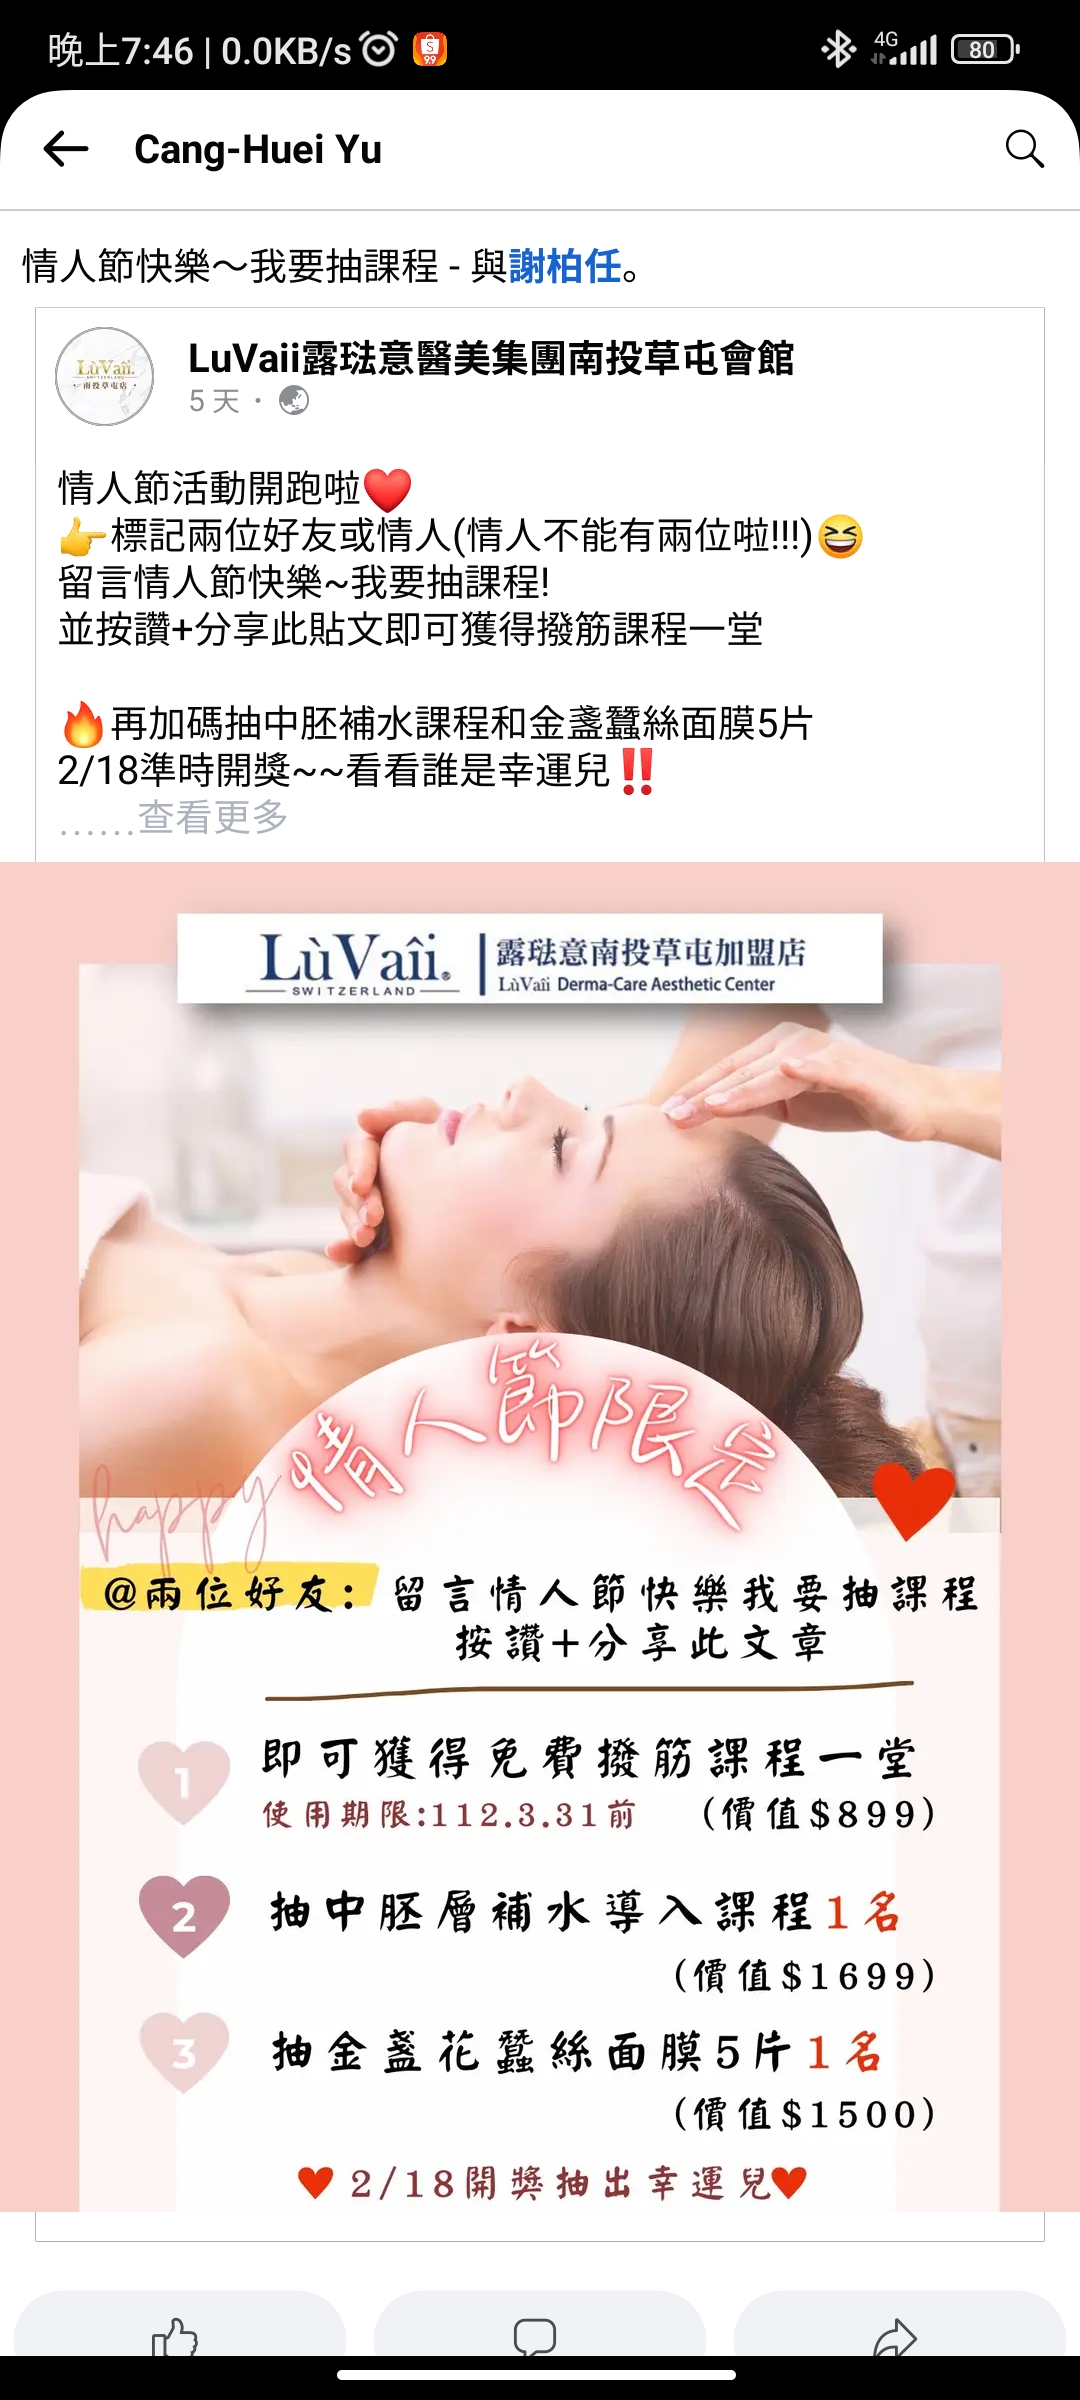 晚上7:46 | 0.0KB/s
4G
80
Cang-Huei Yu
情人節快樂～我要抽課程 - 與謝柏任。
LùVaîi.
SWITZERLAND
·南投草屯店·
LuVaii露琺意醫美集團南投草屯會館
5 天 ·
情人節活動開跑啦❤️
👉標記兩位好友或情人(情人不能有兩位啦!!!)😆
留言情人節快樂~我要抽課程!
並按讚+分享此貼文即可獲得撥筋課程一堂
🔥再加碼抽中胚補水課程和金盞蠶絲面膜5片
2/18準時開獎~~看看誰是幸運兒‼️
......查看更多
LùVaîi.®
SWITZERLAND
露琺意南投草屯加盟店
LùVaîi Derma-Care Aesthetic Center
情人節限定
happy
@兩位好友: 留言情人節快樂我要抽課程
按讚+分享此文章
1
即可獲得免費撥筋課程一堂
使用期限:112.3.31前 (價值$899)
2
抽中胚層補水導入課程1名
(價值$1699)
3
抽金盞花蠶絲面膜5片1名
(價值$1500)
♥2/18開獎抽出幸運兒♥